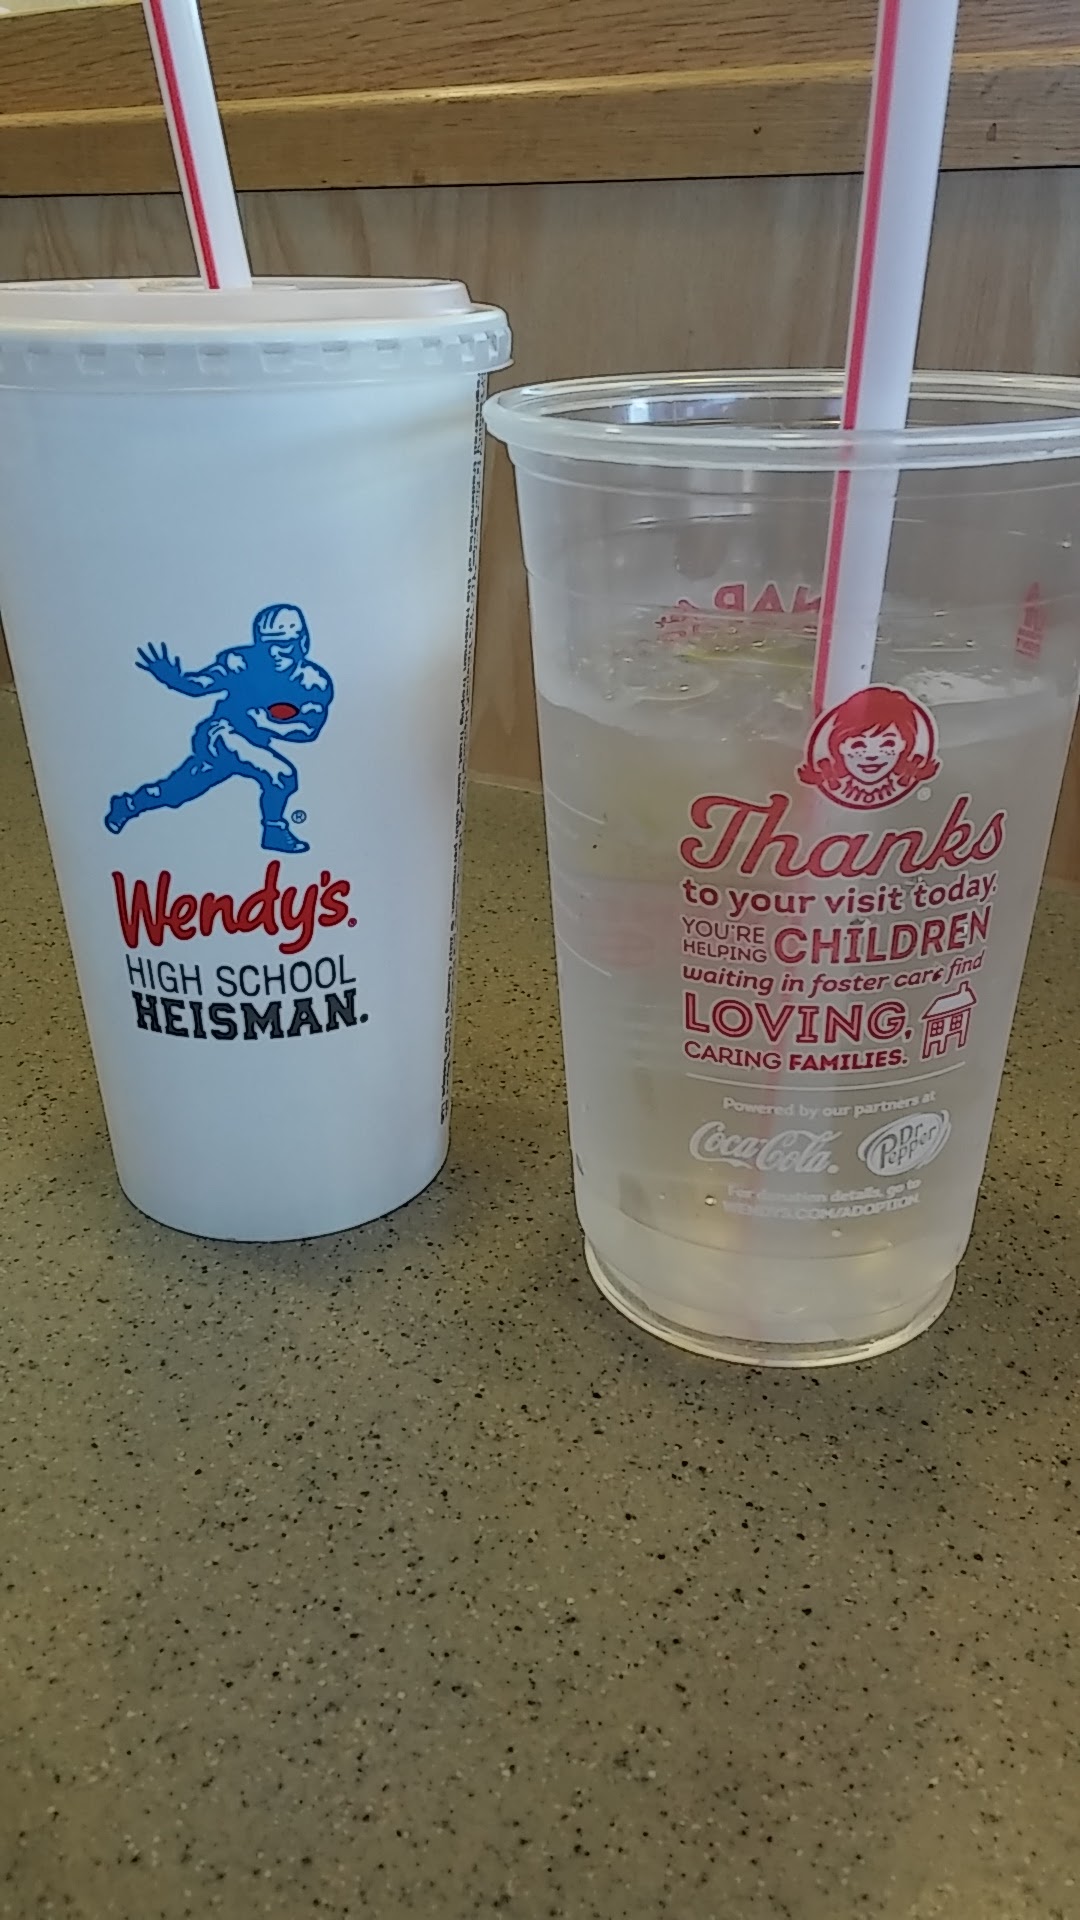 Wendy's.
HIGH SCHOOL
HEISMAN.
®
SNAP
Thanks
to your visit today.
YOU'RE
HELPING CHILDREN
waiting in foster care find
LOVING,
CARING FAMILIES.
Powered by our partners at
Coca-Cola. Dr Pepper
For donation details, go to
WENDYS.COM/ADOPTION.